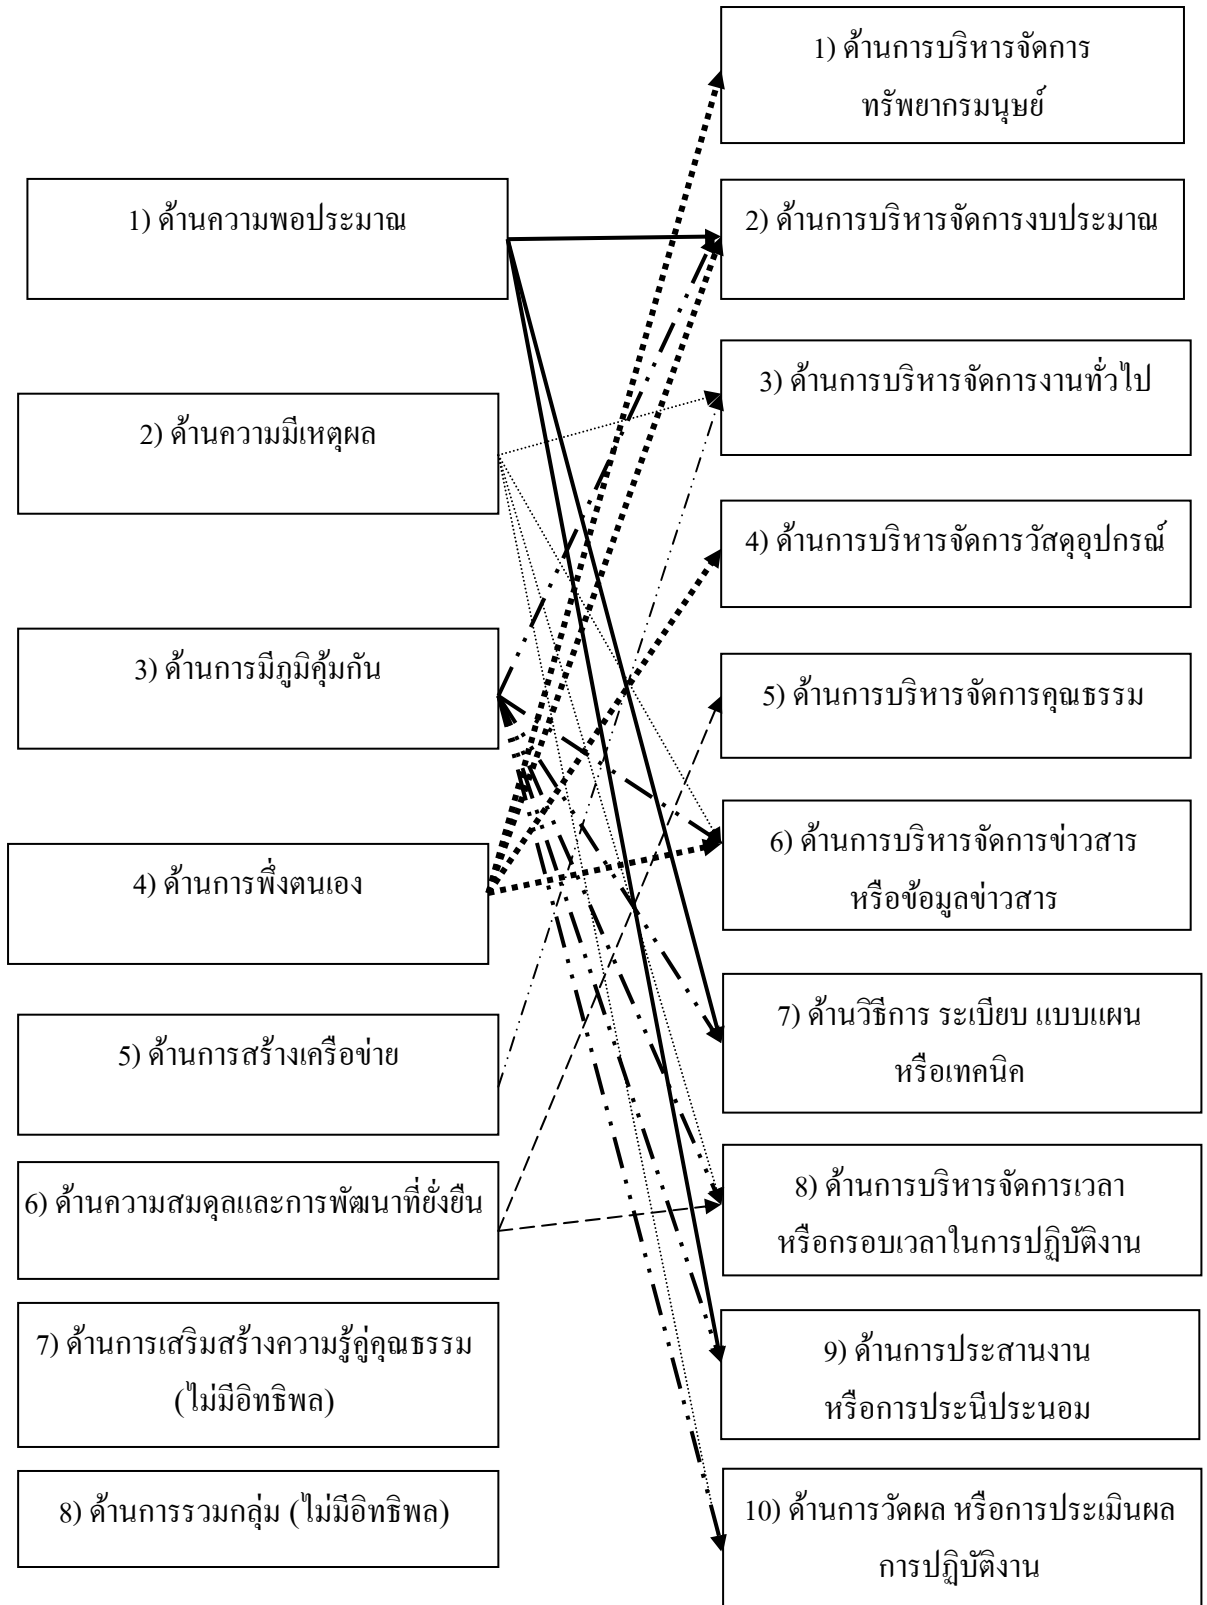 1) ด้านความพอประมาณ
2) ด้านความมีเหตุผล
3) ด้านการมีภูมิคุ้มกัน
4) ด้านการพึ่งตนเอง
5) ด้านการสร้างเครือข่าย
6) ด้านความสมดุลและการพัฒนาที่ยั่งยืน
7) ด้านการเสริมสร้างความรู้คู่คุณธรรม
(ไม่มีอิทธิพล)
8) ด้านการรวมกลุ่ม (ไม่มีอิทธิพล)
1) ด้านการบริหารจัดการ
ทรัพยากรมนุษย์
2) ด้านการบริหารจัดการงบประมาณ
3) ด้านการบริหารจัดการงานทั่วไป
4) ด้านการบริหารจัดการวัสดุอุปกรณ์
5) ด้านการบริหารจัดการคุณธรรม
6) ด้านการบริหารจัดการข่าวสาร
หรือข้อมูลข่าวสาร
7) ด้านวิธีการ ระเบียบ แบบแผน
หรือเทคนิค
8) ด้านการบริหารจัดการเวลา
หรือกรอบเวลาในการปฏิบัติงาน
9) ด้านการประสานงาน
หรือการประนีประนอม
10) ด้านการวัดผล หรือการประเมินผล
การปฏิบัติงาน